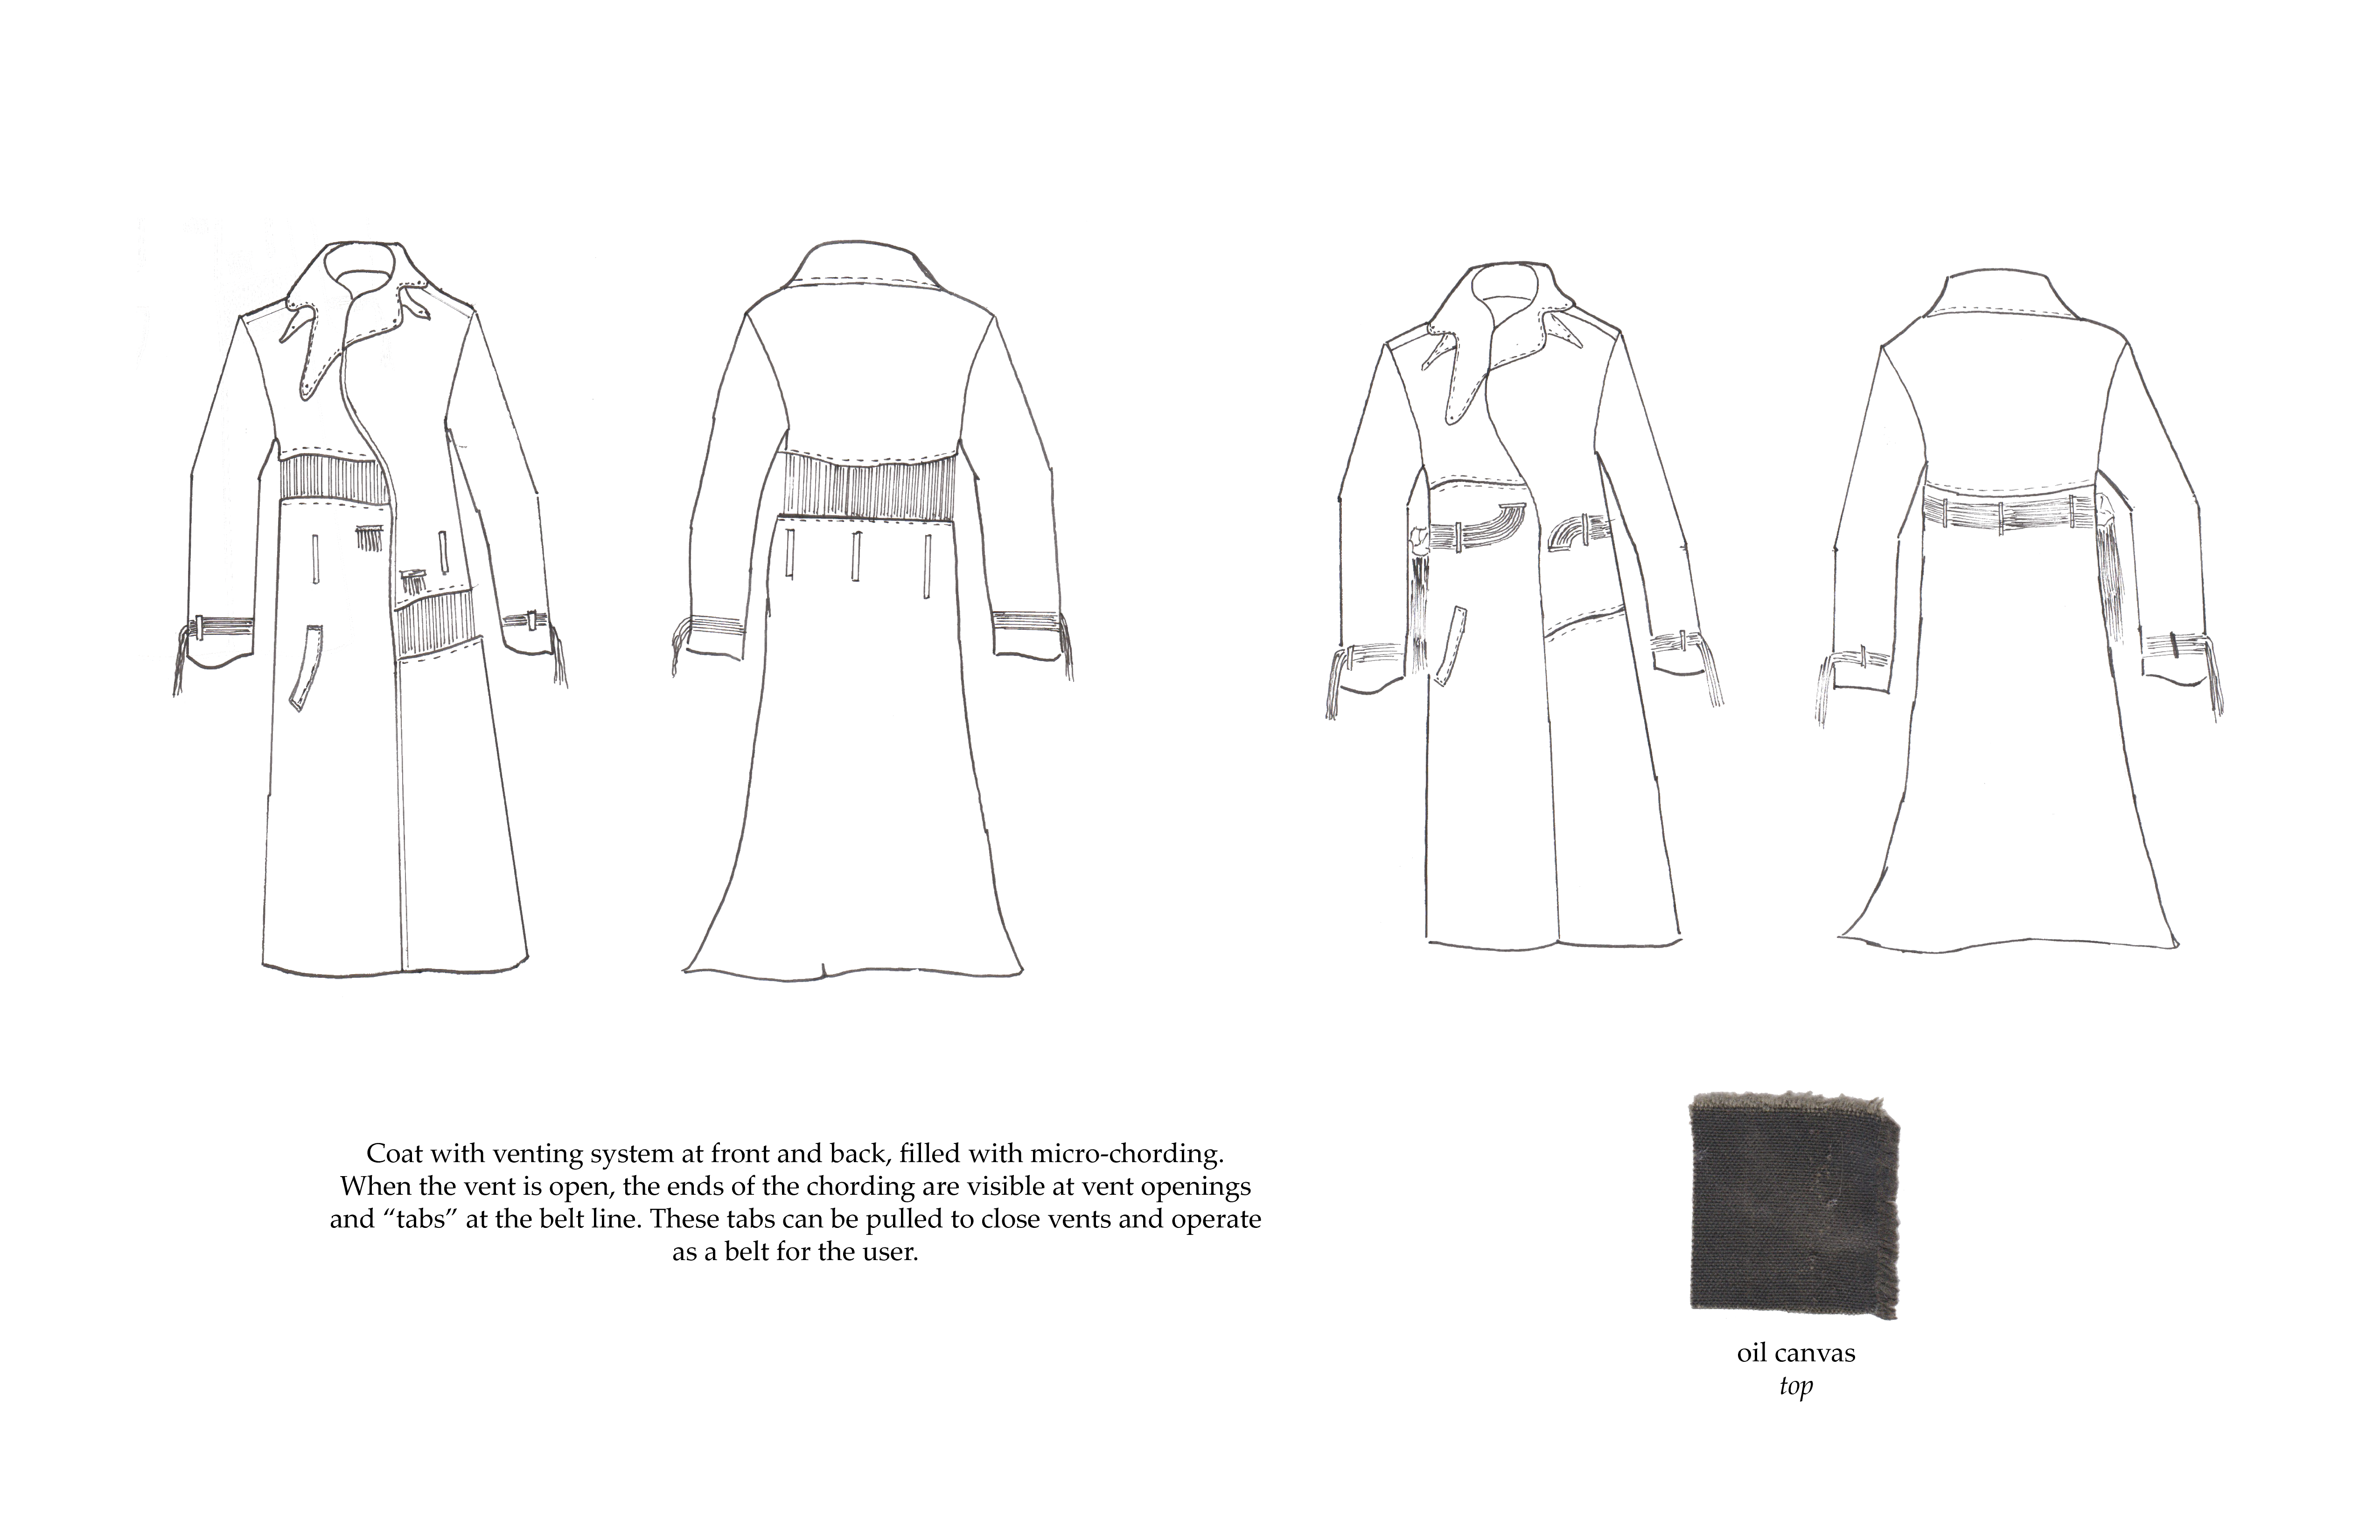 Coat with venting system at front and back, filled with micro-chording.
When the vent is open, the ends of the chording are visible at vent openings
and “tabs” at the belt line. These tabs can be pulled to close vents and operate
as a belt for the user.
oil canvas
top